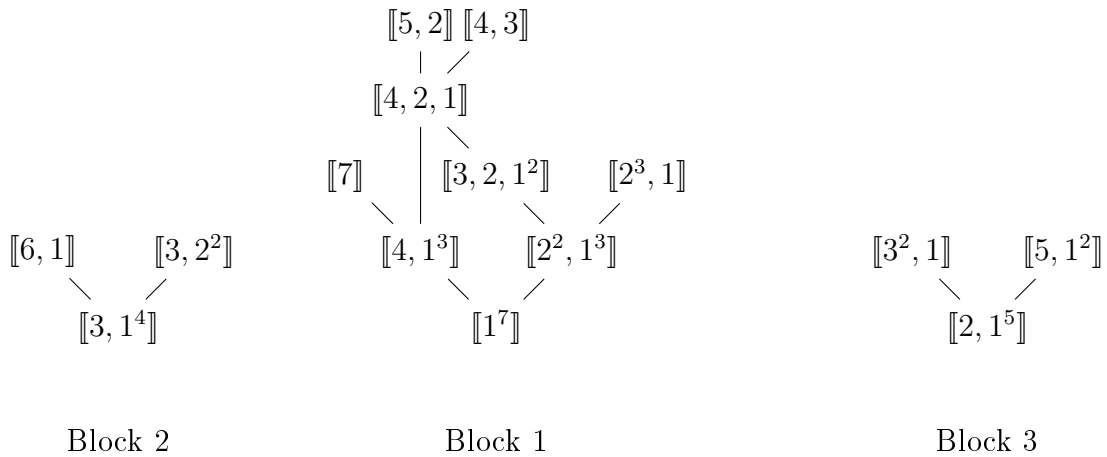 ⟦5, 2⟧ ⟦4, 3⟧
⟦4, 2, 1⟧
⟦7⟧ ⟦3, 2, 1²⟧ ⟦2³, 1⟧
⟦6, 1⟧ ⟦3, 2²⟧ ⟦4, 1³⟧ ⟦2², 1³⟧ ⟦3², 1⟧ ⟦5, 1²⟧
⟦3, 1⁴⟧ ⟦1⁷⟧ ⟦2, 1⁵⟧
Block 2 Block 1 Block 3